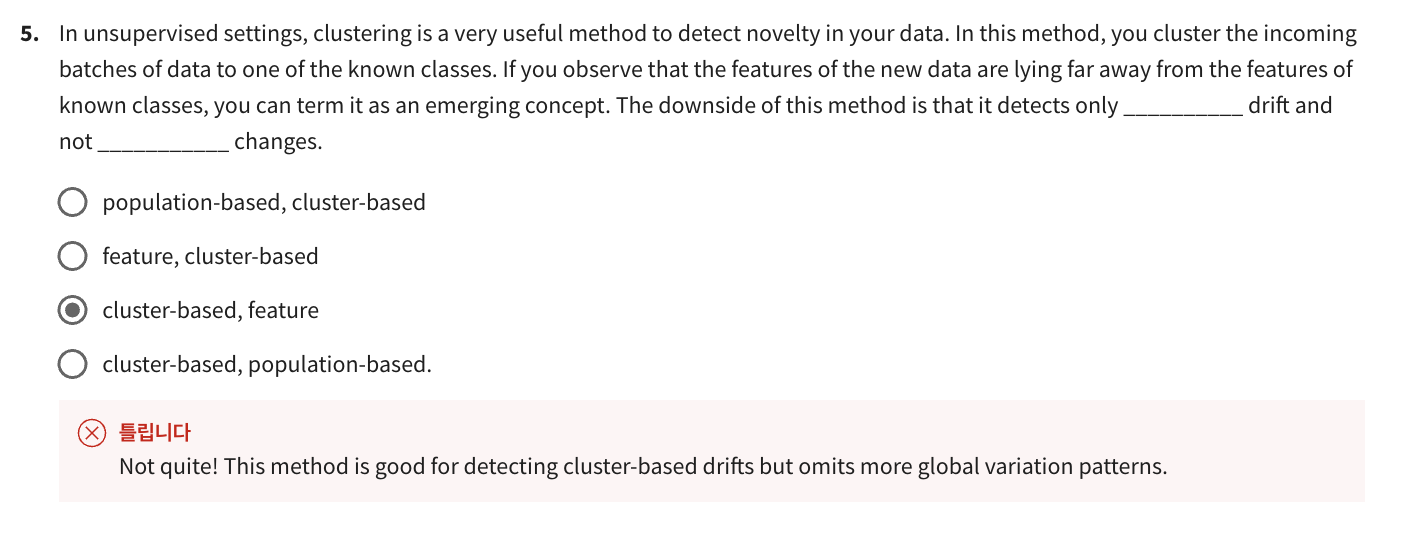 5. In unsupervised settings, clustering is a very useful method to detect novelty in your data. In this method, you cluster the incoming
batches of data to one of the known classes. If you observe that the features of the new data are lying far away from the features of
known classes, you can term it as an emerging concept. The downside of this method is that it detects only __________ drift and
not ___________ changes.
population-based, cluster-based
feature, cluster-based
cluster-based, feature
cluster-based, population-based.
틀립니다
Not quite! This method is good for detecting cluster-based drifts but omits more global variation patterns.